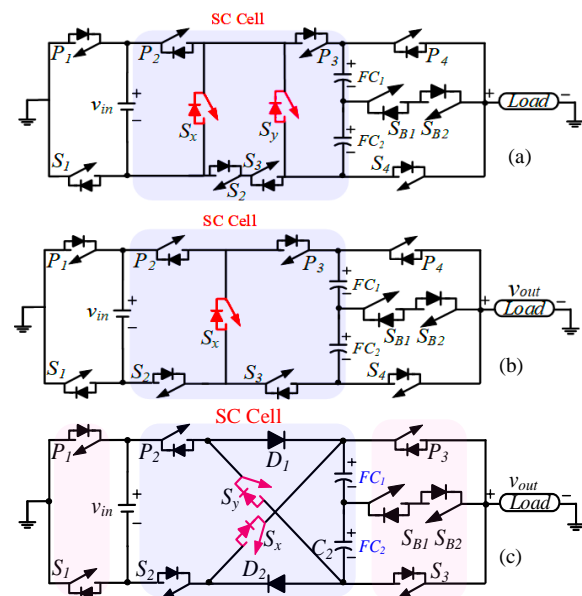 SC Cell
P1 P2 P3 P4
FC1
vin Sx Sy SB1 SB2 Load
FC2
S1 S3 S2 S4
(a)
SC Cell
P1 P2 P3 P4
FC1 vout
vin Sx SB1 SB2 Load
FC2
S1 S2 S3 S4
(b)
SC Cell
P1 P2 D1 P3
FC1 vout
vin Sy Load
Sx C2 FC2 SB1 SB2
S1 S2 D2 S3
(c)